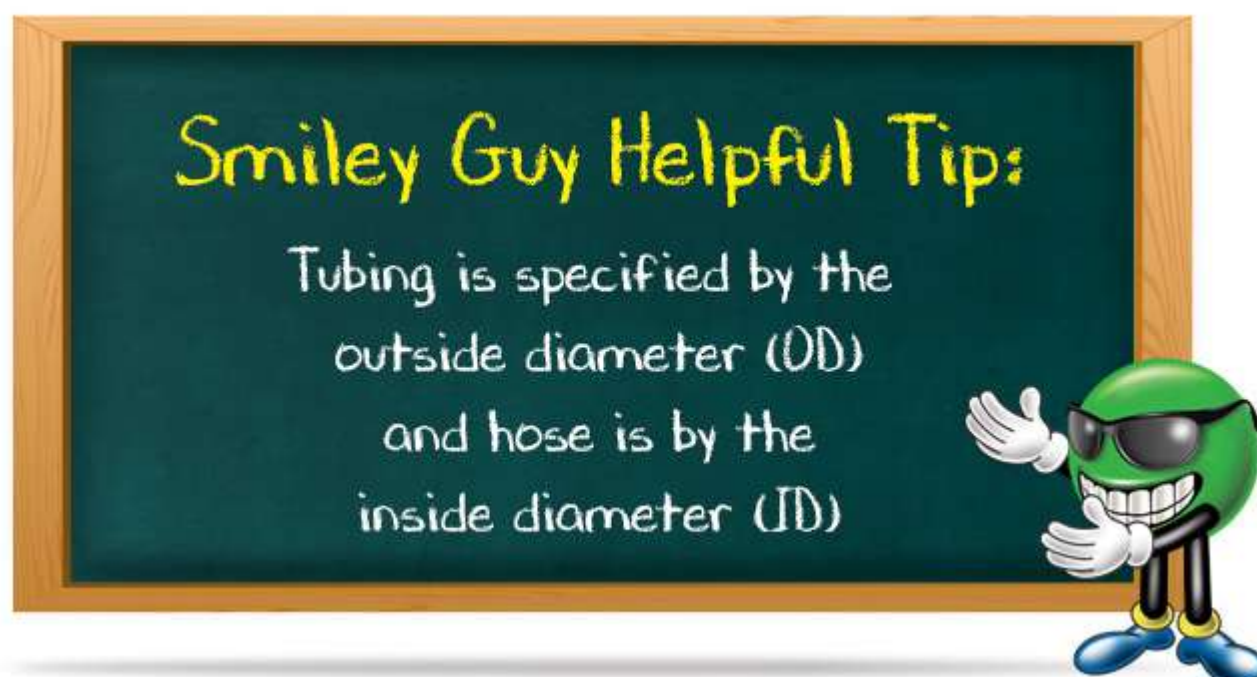 Smiley Guy Helpful Tip:
Tubing is specified by the
outside diameter (OD)
and hose is by the
inside diameter (ID)